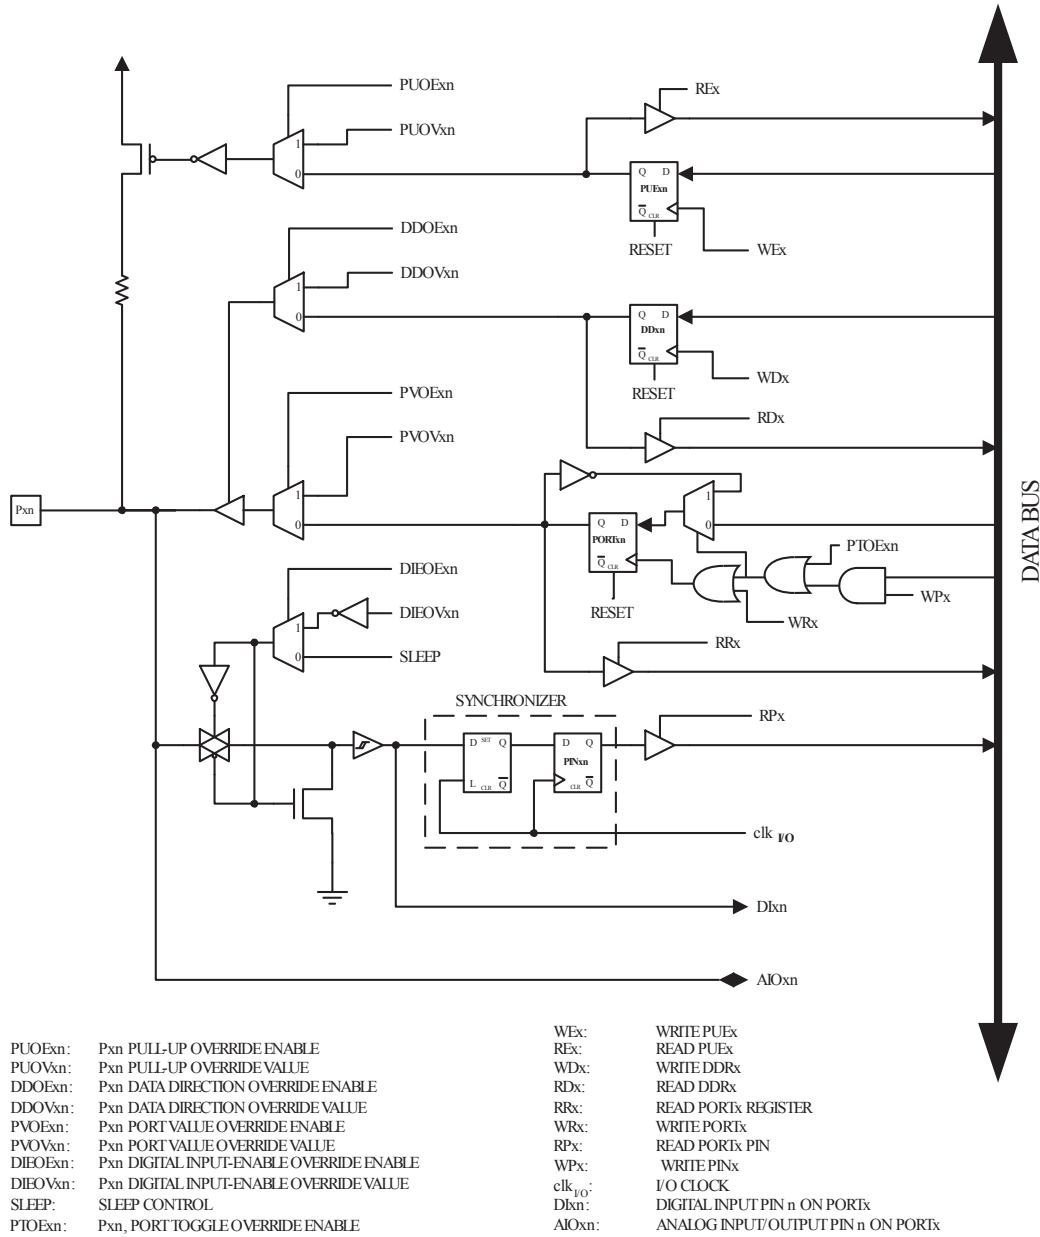 PUOExn
REx
PUOVxn
1
0
Q D
PUExn
Q CLR
RESET
WEx
DDOExn
DDOVxn
1
0
Q D
DDxn
Q CLR
RESET
WDx
PVOExn
RDx
PVOVxn
1
0
Pxn
1
0
Q D
PORTxn
Q CLR
RESET
PTOExn
WPx
WRx
DATA BUS
DIEOExn
DIEOVxn
1
0
SLEEP
RRx
SYNCHRONIZER
RPx
D SET Q
L CLR Q
D Q
PINxn
CLR Q
clk I/O
DIxn
AIOxn
PUOExn: Pxn PULL-UP OVERRIDE ENABLE
PUOVxn: Pxn PULL-UP OVERRIDE VALUE
DDOExn: Pxn DATA DIRECTION OVERRIDE ENABLE
DDOVxn: Pxn DATA DIRECTION OVERRIDE VALUE
PVOExn: Pxn PORT VALUE OVERRIDE ENABLE
PVOVxn: Pxn PORT VALUE OVERRIDE VALUE
DIEOExn: Pxn DIGITAL INPUT-ENABLE OVERRIDE ENABLE
DIEOVxn: Pxn DIGITAL INPUT-ENABLE OVERRIDE VALUE
SLEEP: SLEEP CONTROL
PTOExn: Pxn, PORT TOGGLE OVERRIDE ENABLE
WEx: WRITE PUEx
REx: READ PUEx
WDx: WRITE DDRx
RDx: READ DDRx
RRx: READ PORTx REGISTER
WRx: WRITE PORTx
RPx: READ PORTx PIN
WPx: WRITE PINx
clk I/O: I/O CLOCK
DIxn: DIGITAL INPUT PIN n ON PORTx
AIOxn: ANALOG INPUT/OUTPUT PIN n ON PORTx